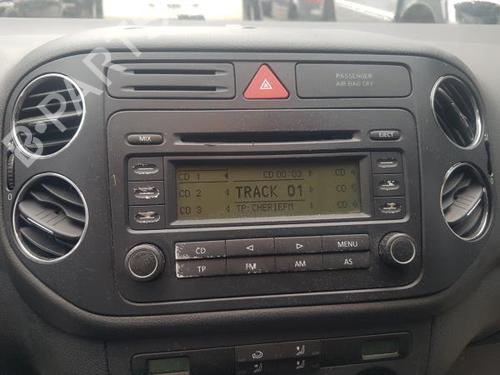 B-PARTS
PASSENGER
AIR BAG OFF
MIX
EJECT
CD 1 CD 00:03 CD 4
CD 2 TRACK 01 CD 5
CD 3 TP:CHERIEFM CD 6
CD ◁ ▷ MENU
TP FM AM AS
0